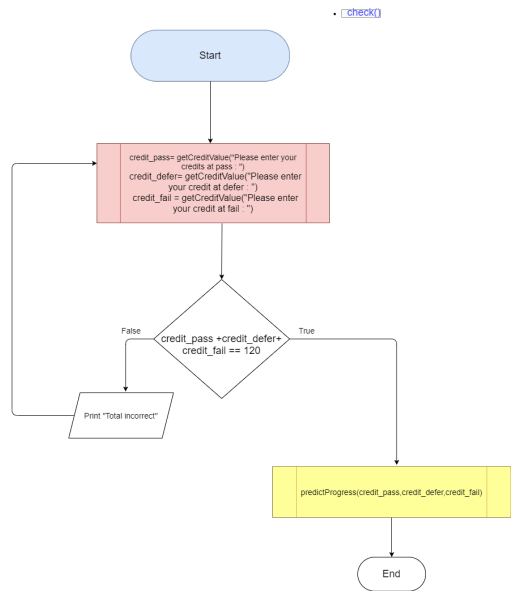 check()
Start
credit_pass= getCreditValue("Please enter your
credits at pass : ")
credit_defer= getCreditValue("Please enter
your credit at defer : ")
credit_fail = getCreditValue("Please enter
your credit at fail : ")
False
True
credit_pass +credit_defer+
credit_fail == 120
Print "Total incorrect"
predictProgress(credit_pass,credit_defer,credit_fail)
End